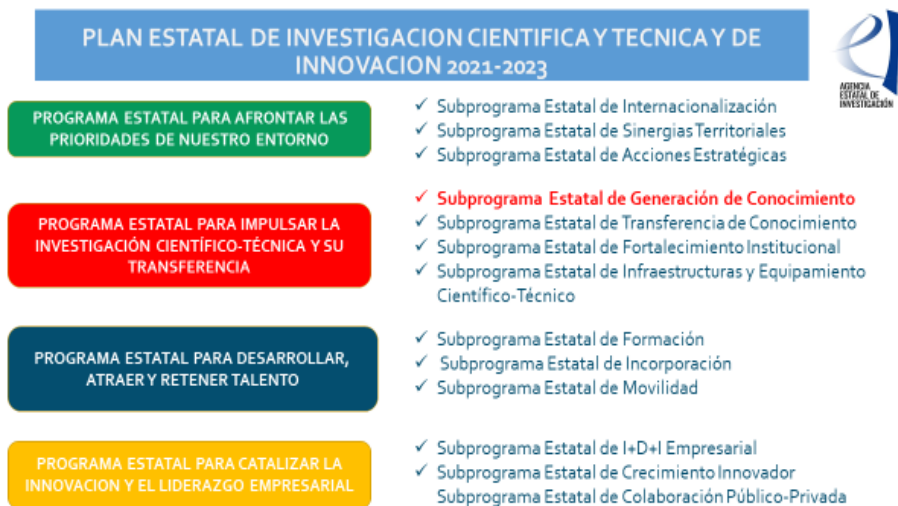 PLAN ESTATAL DE INVESTIGACION CIENTIFICA Y TECNICA Y DE
INNOVACION 2021-2023
AGENCIA
ESTATAL DE
INVESTIGACIÓN
PROGRAMA ESTATAL PARA AFRONTAR LAS
PRIORIDADES DE NUESTRO ENTORNO
✓ Subprograma Estatal de Internacionalización
✓ Subprograma Estatal de Sinergias Territoriales
✓ Subprograma Estatal de Acciones Estratégicas
PROGRAMA ESTATAL PARA IMPULSAR LA
INVESTIGACIÓN CIENTÍFICO-TÉCNICA Y SU
TRANSFERENCIA
✓ Subprograma Estatal de Generación de Conocimiento
✓ Subprograma Estatal de Transferencia de Conocimiento
✓ Subprograma Estatal de Fortalecimiento Institucional
✓ Subprograma Estatal de Infraestructuras y Equipamiento
Científico-Técnico
PROGRAMA ESTATAL PARA DESARROLLAR,
ATRAER Y RETENER TALENTO
✓ Subprograma Estatal de Formación
✓ Subprograma Estatal de Incorporación
✓ Subprograma Estatal de Movilidad
PROGRAMA ESTATAL PARA CATALIZAR LA
INNOVACION Y EL LIDERAZGO EMPRESARIAL
✓ Subprograma Estatal de I+D+I Empresarial
✓ Subprograma Estatal de Crecimiento Innovador
Subprograma Estatal de Colaboración Público-Privada